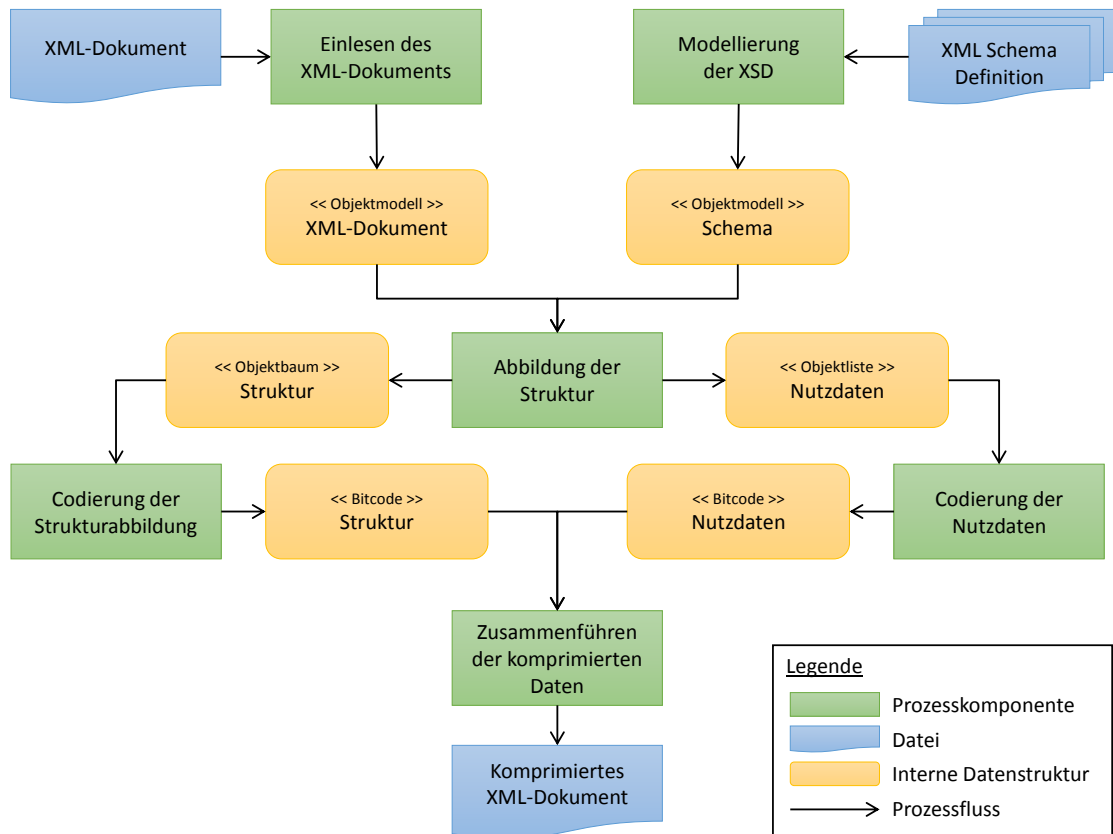 XML-Dokument
Einlesen des
XML-Dokuments
Modellierung
der XSD
XML Schema
Definition
<< Objektmodell >>
XML-Dokument
<< Objektmodell >>
Schema
<< Objektbaum >>
Struktur
Abbildung der
Struktur
<< Objektliste >>
Nutzdaten
Codierung der
Strukturabbildung
<< Bitcode >>
Struktur
<< Bitcode >>
Nutzdaten
Codierung der
Nutzdaten
Zusammenführen
der komprimierten
Daten
Komprimiertes
XML-Dokument
Legende
Prozesskomponente
Datei
Interne Datenstruktur
Prozessfluss